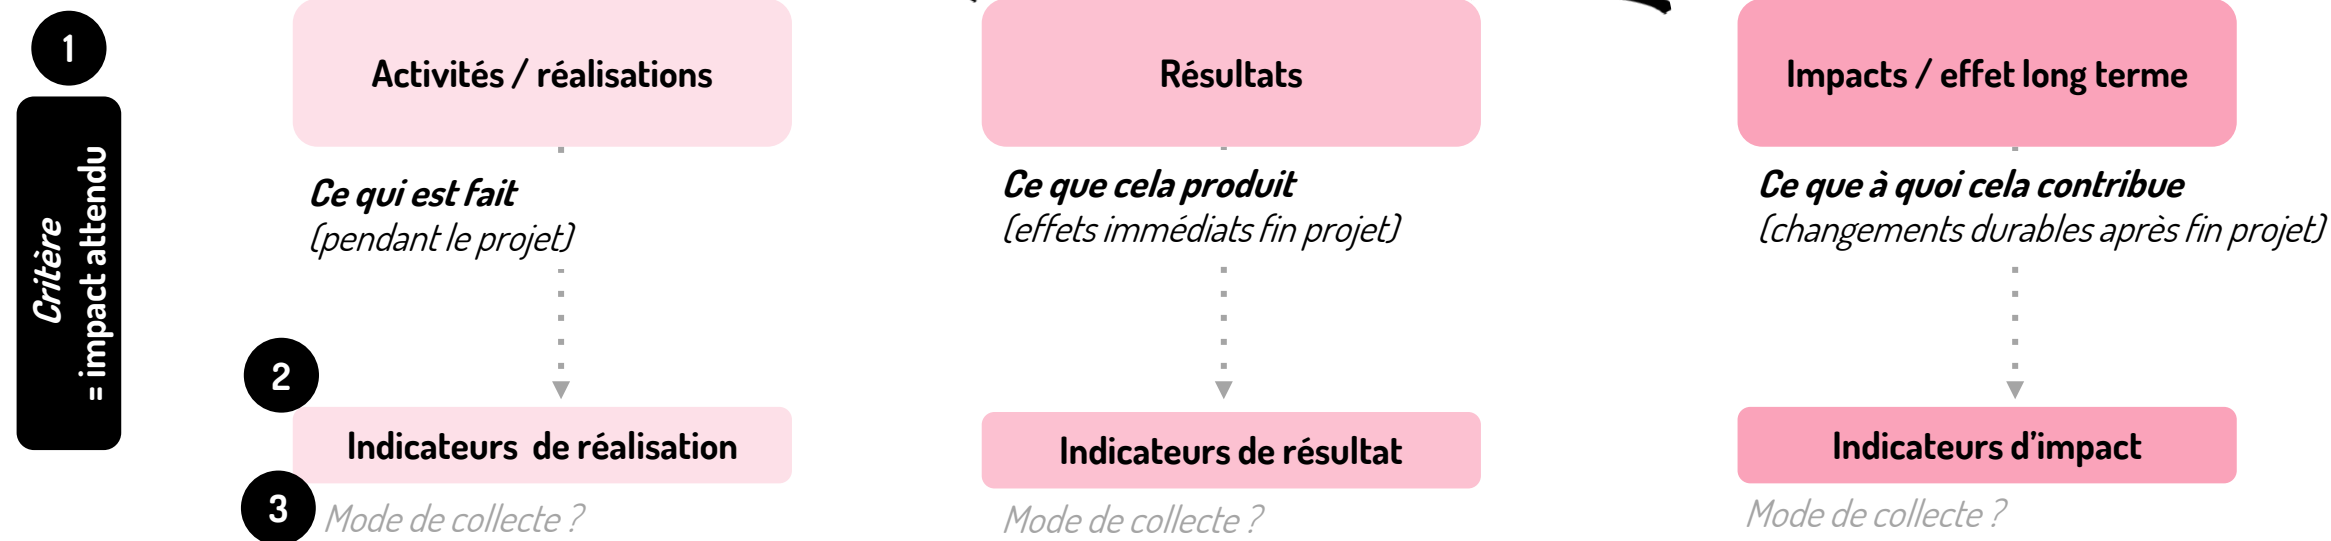 1
Critère
= impact attendu
Activités / réalisations
Résultats
Impacts / effet long terme
Ce qui est fait
(pendant le projet)
Ce que cela produit
(effets immédiats fin projet)
Ce que à quoi cela contribue
(changements durables après fin projet)
2
Indicateurs de réalisation
Indicateurs de résultat
Indicateurs d'impact
3
Mode de collecte ?
Mode de collecte ?
Mode de collecte ?